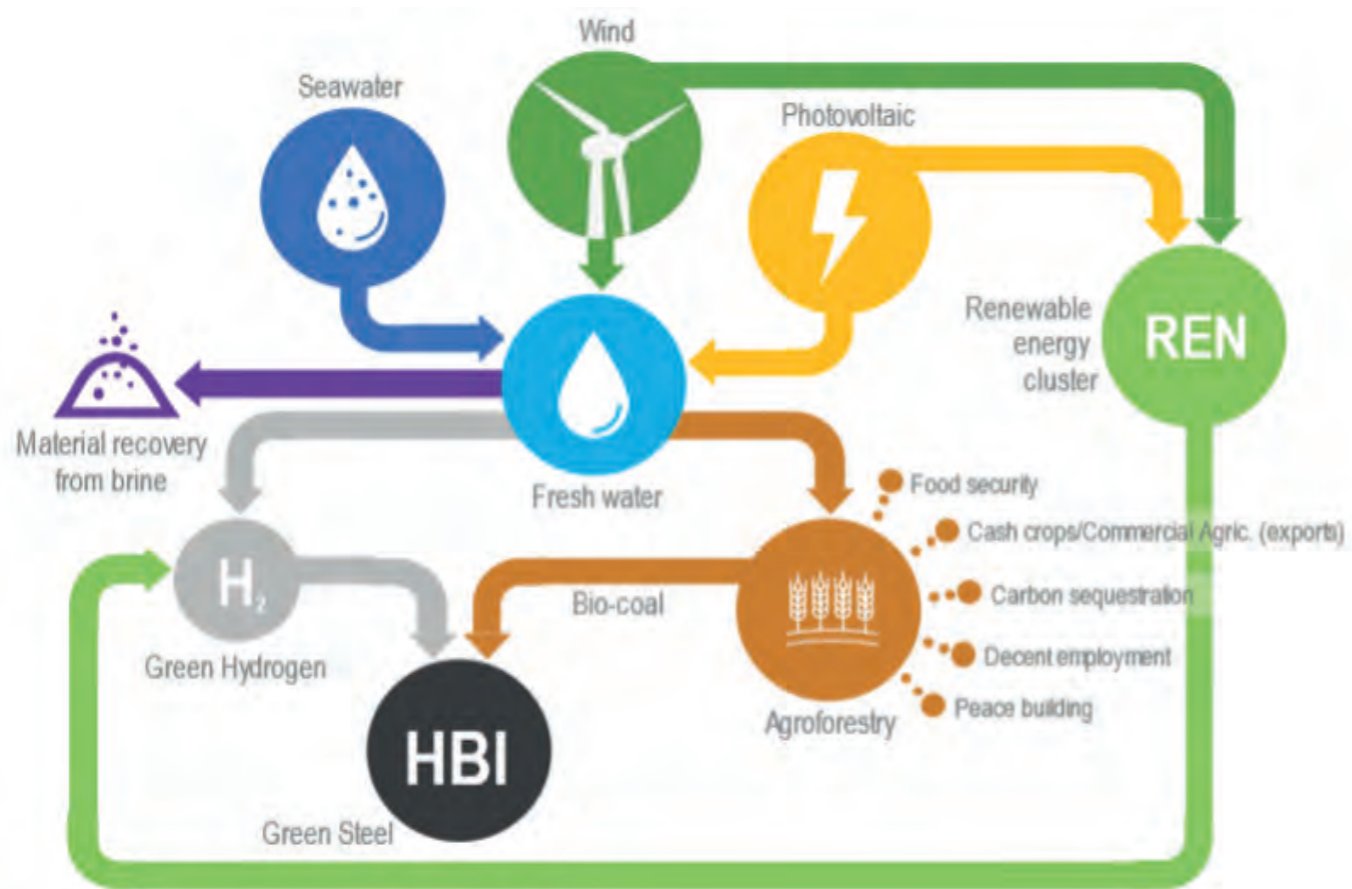 Wind
Seawater
Photovoltaic
Renewable
energy
cluster
REN
Material recovery
from brine
Fresh water
Food security
Cash crops/Commercial Agric. (exports)
H2
Bio-coal
Carbon sequestration
Green Hydrogen
Decent employment
Agroforestry
Peace building
HBI
Green Steel